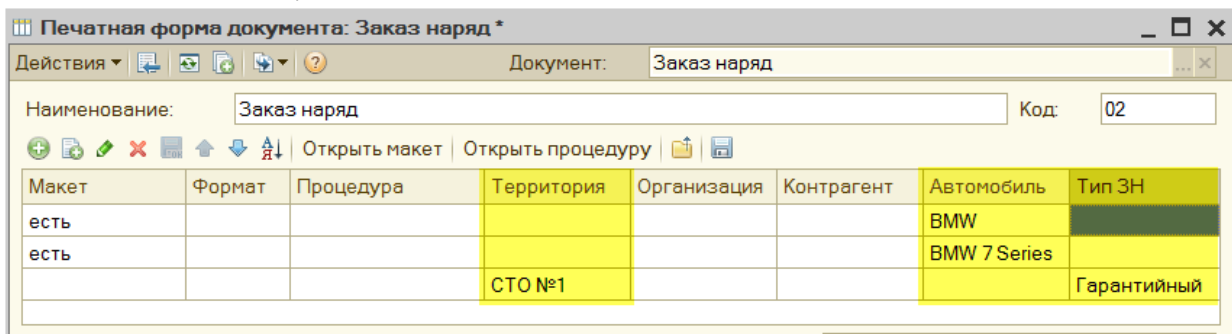 Печатная форма документа: Заказ наряд *
Действия Документ: Заказ наряд ...
Наименование: Заказ наряд Код: 02
Открыть макет Открыть процедуру
Макет Формат Процедура Территория Организация Контрагент Автомобиль Тип ЗН
есть BMW
есть BMW 7 Series
СТО №1 Гарантийный